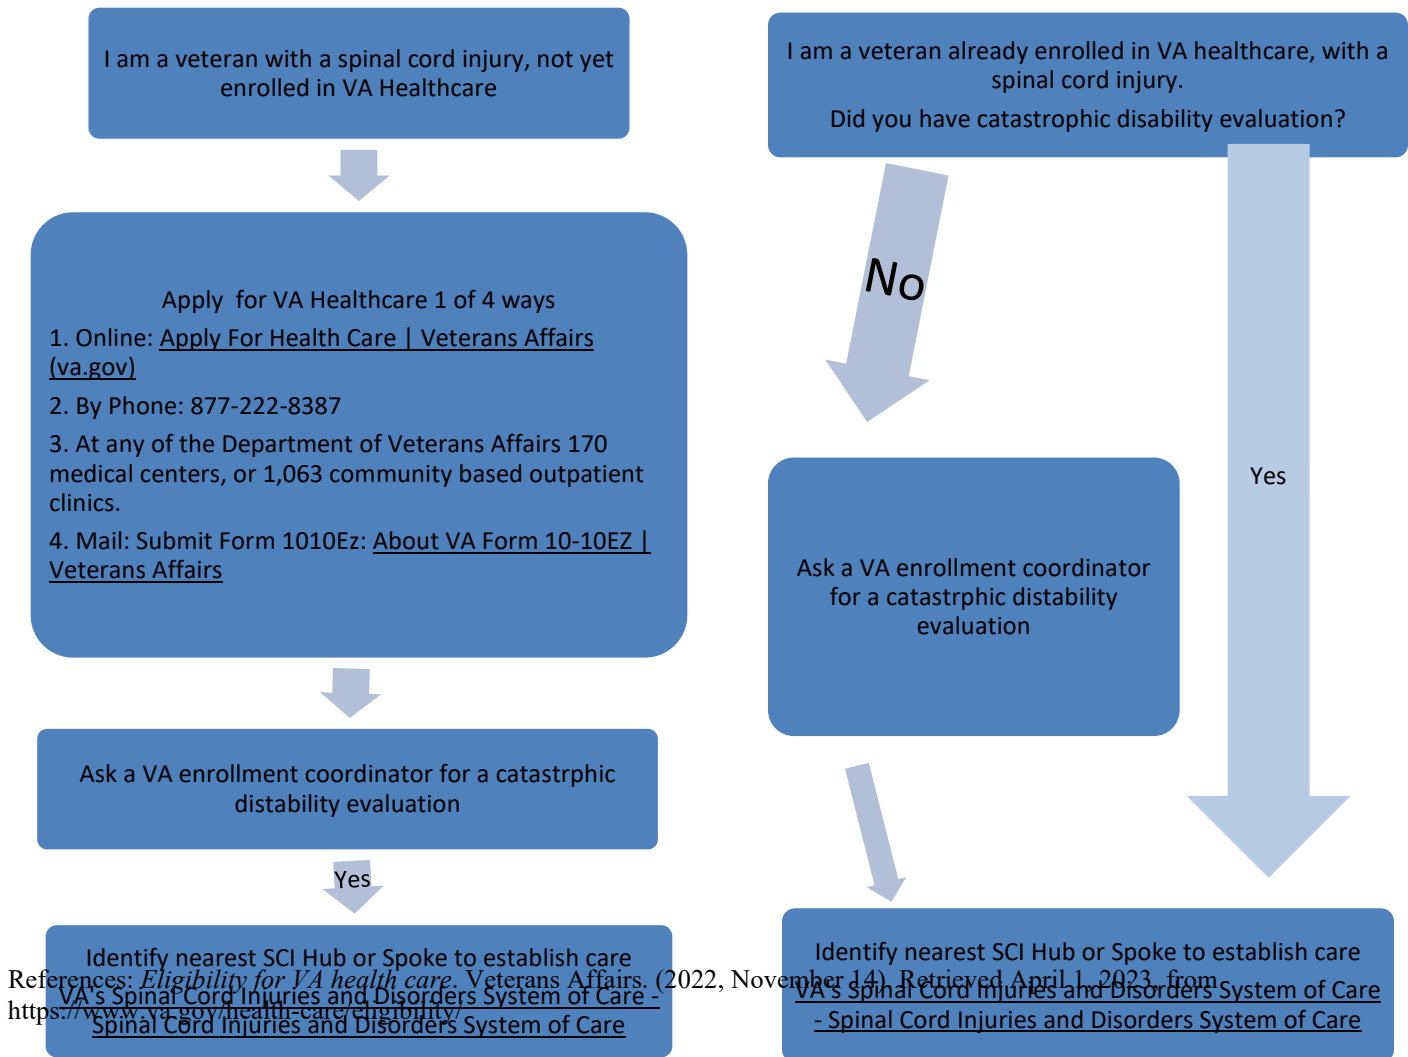 I am a veteran with a spinal cord injury, not yet
enrolled in VA Healthcare
Apply  for VA Healthcare 1 of 4 ways
1. Online: Apply For Health Care | Veterans Affairs
(va.gov)
2. By Phone: 877-222-8387
3. At any of the Department of Veterans Affairs 170
medical centers, or 1,063 community based outpatient
clinics.
4. Mail: Submit Form 1010Ez: About VA Form 10-10EZ |
Veterans Affairs
Ask a VA enrollment coordinator for a catastrphic
distability evaluation
Yes
Identify nearest SCI Hub or Spoke to establish care
VA's Spinal Cord Injuries and Disorders System of Care -
Spinal Cord Injuries and Disorders System of Care
I am a veteran already enrolled in VA healthcare, with a
spinal cord injury.
Did you have catastrophic disability evaluation?
No
Yes
Ask a VA enrollment coordinator
for a catastrphic distability
evaluation
Identify nearest SCI Hub or Spoke to establish care
VA's Spinal Cord Injuries and Disorders System of Care
- Spinal Cord Injuries and Disorders System of Care
References: Eligibility for VA health care. Veterans Affairs. (2022, November 14). Retrieved April 1, 2023, from
https://www.va.gov/health-care/eligibility/